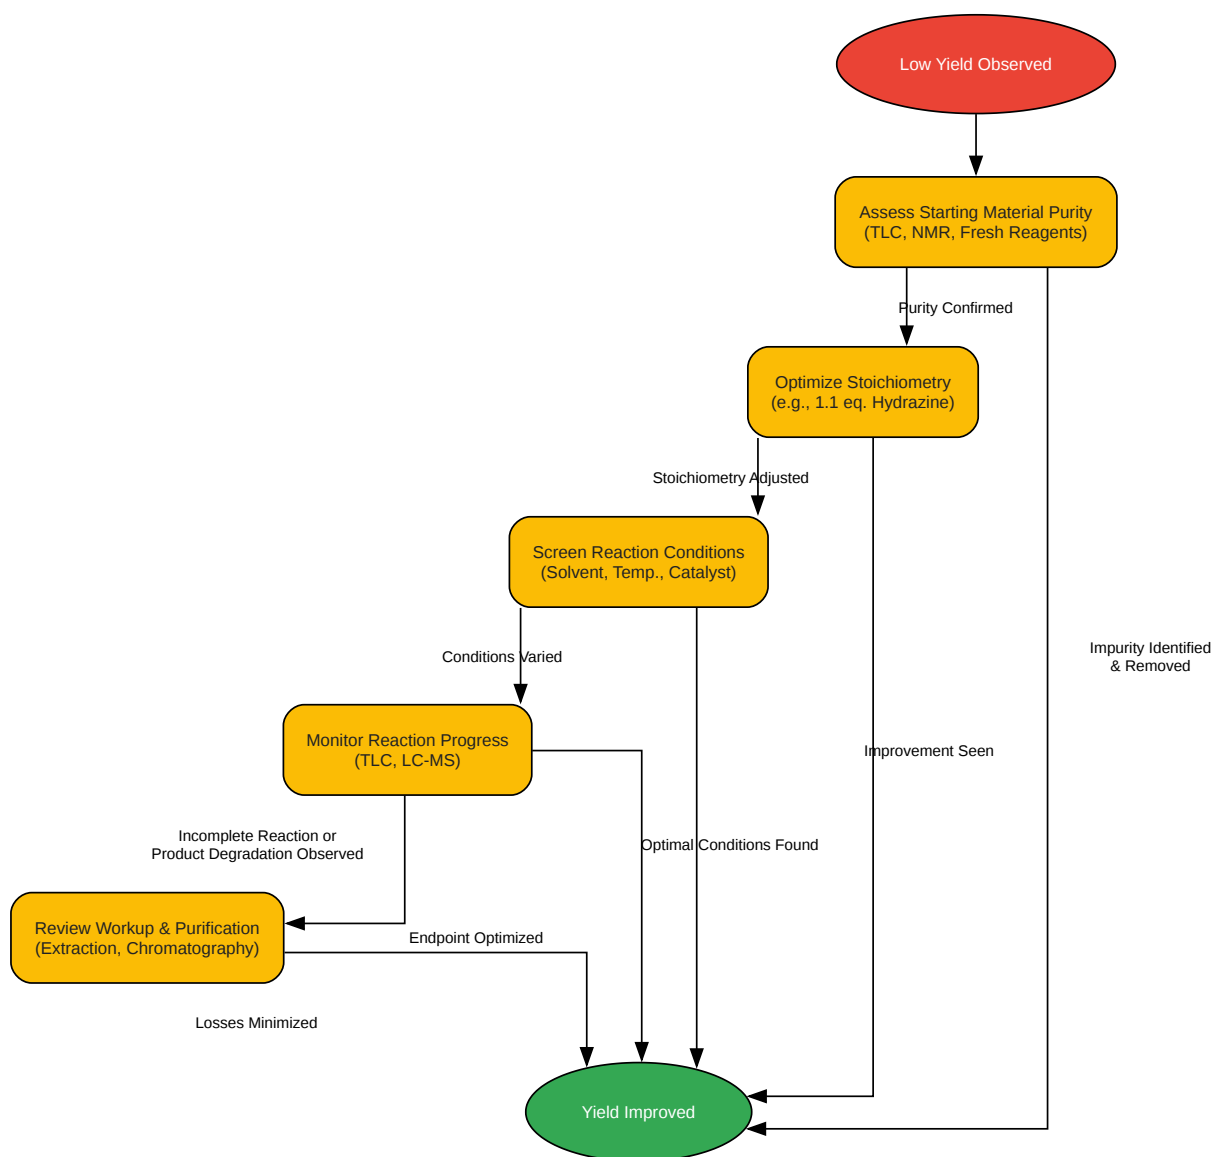 Low Yield Observed
Assess Starting Material Purity
(TLC, NMR, Fresh Reagents)
Purity Confirmed
Optimize Stoichiometry
(e.g., 1.1 eq. Hydrazine)
Stoichiometry Adjusted
Screen Reaction Conditions
(Solvent, Temp., Catalyst)
Conditions Varied
Impurity Identified
& Removed
Monitor Reaction Progress
(TLC, LC-MS)
Improvement Seen
Incomplete Reaction or
Product Degradation Observed
Optimal Conditions Found
Review Workup & Purification
(Extraction, Chromatography)
Endpoint Optimized
Losses Minimized
Yield Improved